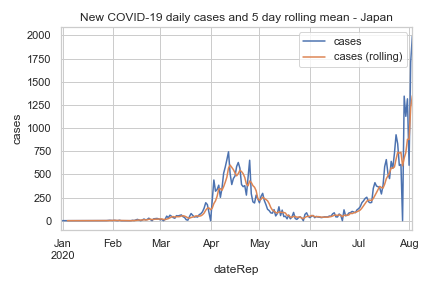 New COVID-19 daily cases and 5 day rolling mean - Japan
cases
cases (rolling)
cases
2000
1750
1500
1250
1000
750
500
250
0
Jan Feb Mar Apr May Jun Jul Aug
2020
dateRep